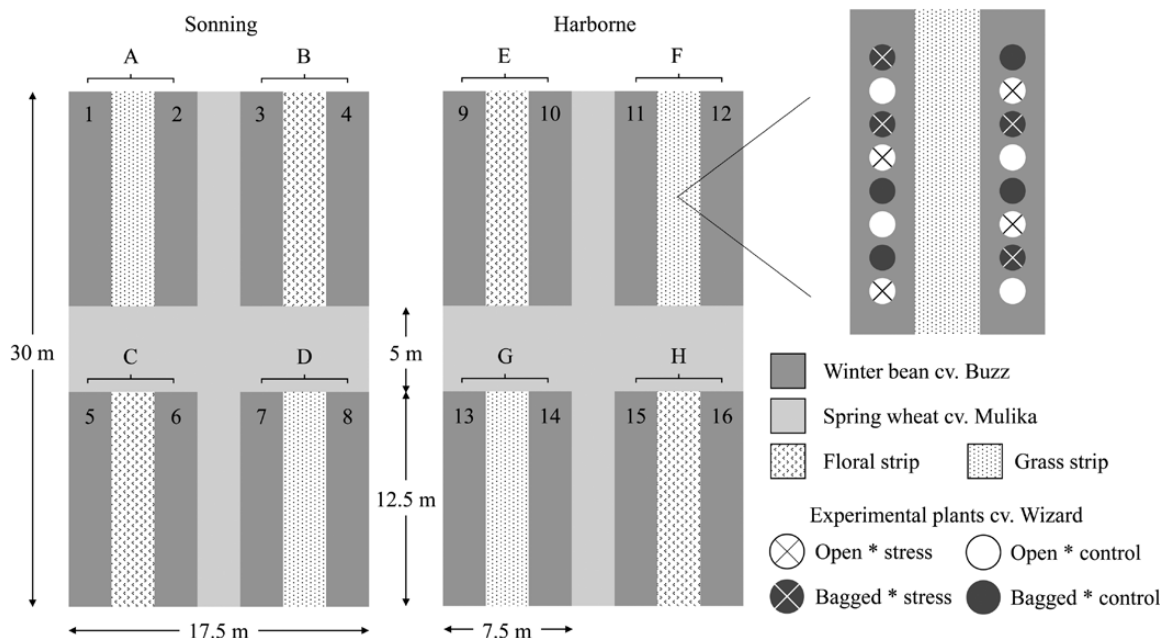 Sonning
Harborne
A
B
E
F
1
2
3
4
9
10
11
12
30 m
5 m
C
D
G
H
5
6
7
8
13
14
15
16
12.5 m
17.5 m
7.5 m
Winter bean cv. Buzz
Spring wheat cv. Mulika
Floral strip
Grass strip
Experimental plants cv. Wizard
Open * stress
Open * control
Bagged * stress
Bagged * control